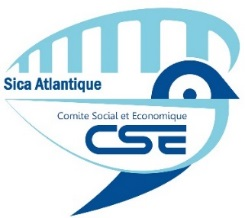 Sica Atlantique
Comite Social et Economique
CSE